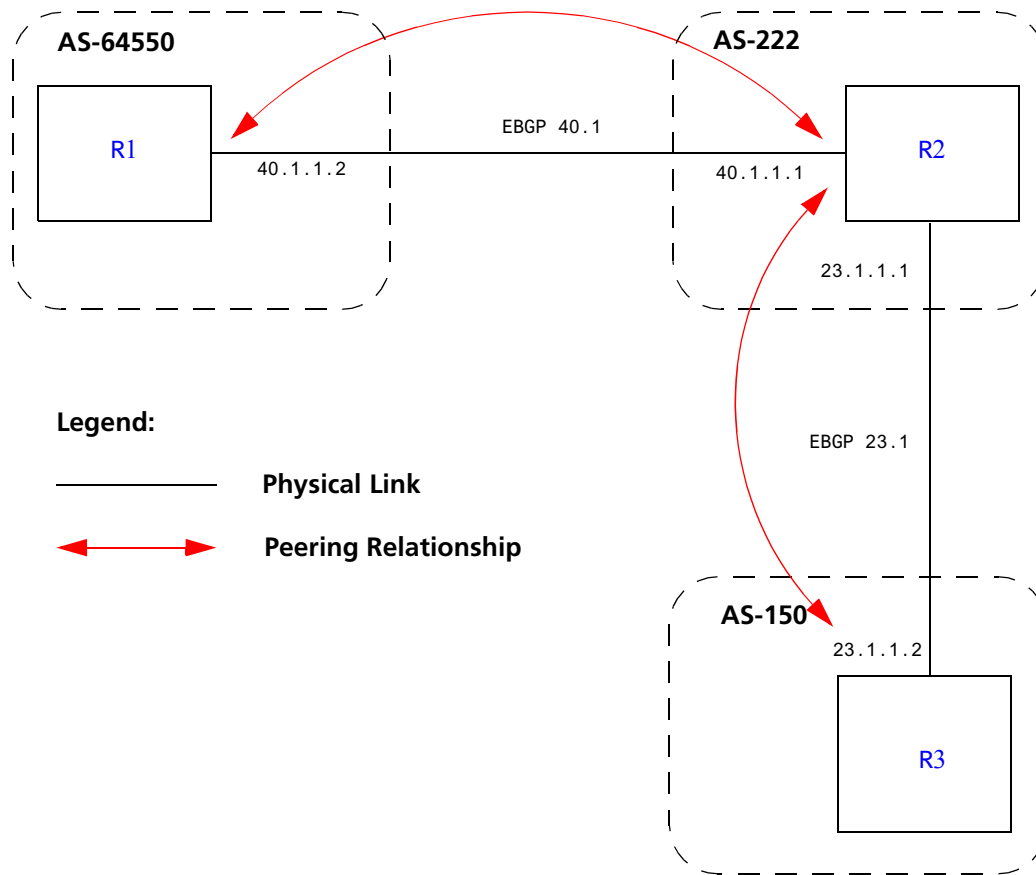 AS-64550
AS-222
R1
EBGP 40.1
R2
40.1.1.2
40.1.1.1
23.1.1.1
Legend:
EBGP 23.1
Physical Link
Peering Relationship
AS-150
23.1.1.2
R3